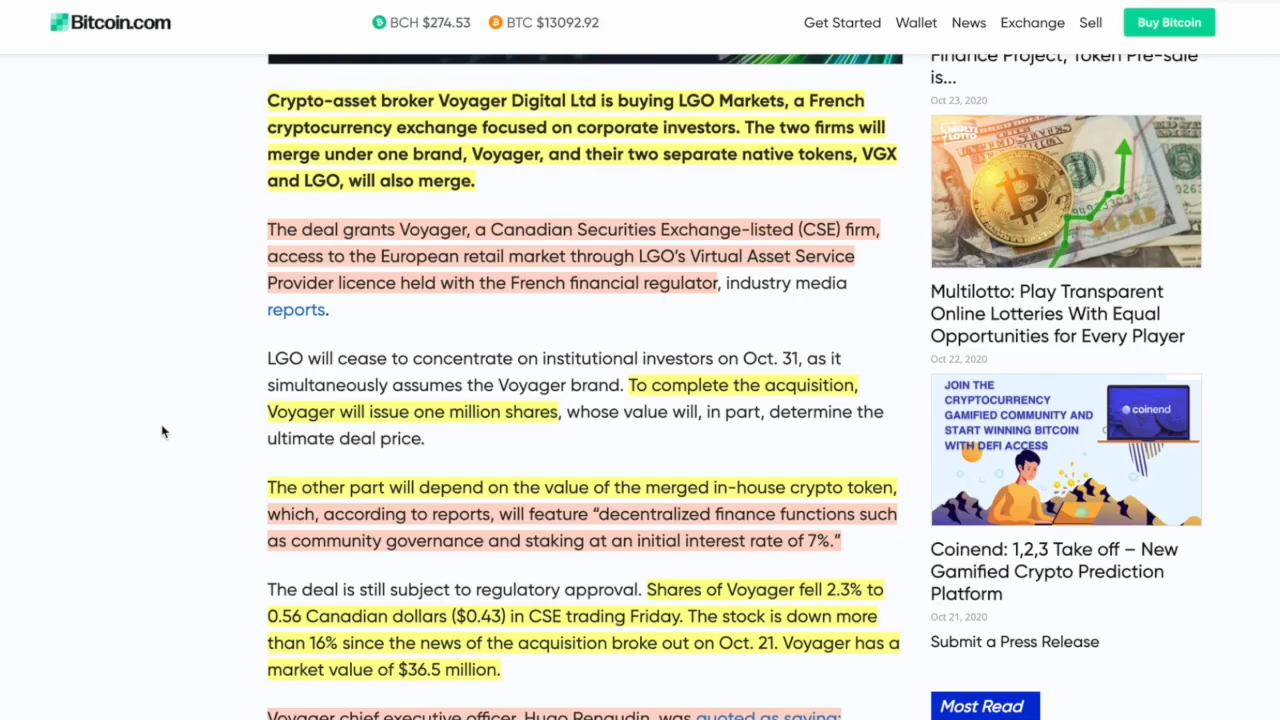 Bitcoin.com
BCH $274.53
BTC $13092.92
Get Started
Wallet
News
Exchange
Sell
Buy Bitcoin
Crypto-asset broker Voyager Digital Ltd is buying LGO Markets, a French
cryptocurrency exchange focused on corporate investors. The two firms will
merge under one brand, Voyager, and their two separate native tokens, VGX
and LGO, will also merge.
The deal grants Voyager, a Canadian Securities Exchange-listed (CSE) firm,
access to the European retail market through LGO’s Virtual Asset Service
Provider licence held with the French financial regulator, industry media
reports.
LGO will cease to concentrate on institutional investors on Oct. 31, as it
simultaneously assumes the Voyager brand. To complete the acquisition,
Voyager will issue one million shares, whose value will, in part, determine the
ultimate deal price.
The other part will depend on the value of the merged in-house crypto token,
which, according to reports, will feature “decentralized finance functions such
as community governance and staking at an initial interest rate of 7%.”
The deal is still subject to regulatory approval. Shares of Voyager fell 2.3% to
0.56 Canadian dollars ($0.43) in CSE trading Friday. The stock is down more
than 16% since the news of the acquisition broke out on Oct. 21. Voyager has a
market value of $36.5 million.
Voyager chief executive officer, Hugo Renaudin, was quoted as saying:
Finance Project, Token Pre-sale
is...
Oct 23, 2020
MULTI
LOTTO
Multilotto: Play Transparent
Online Lotteries With Equal
Opportunities for Every Player
Oct 22, 2020
JOIN THE
CRYPTOCURRENCY
GAMIFIED COMMUNITY AND
START WINNING BITCOIN
WITH DEFI ACCESS
coinend
Coinend: 1,2,3 Take off – New
Gamified Crypto Prediction
Platform
Oct 21, 2020
Submit a Press Release
Most Read